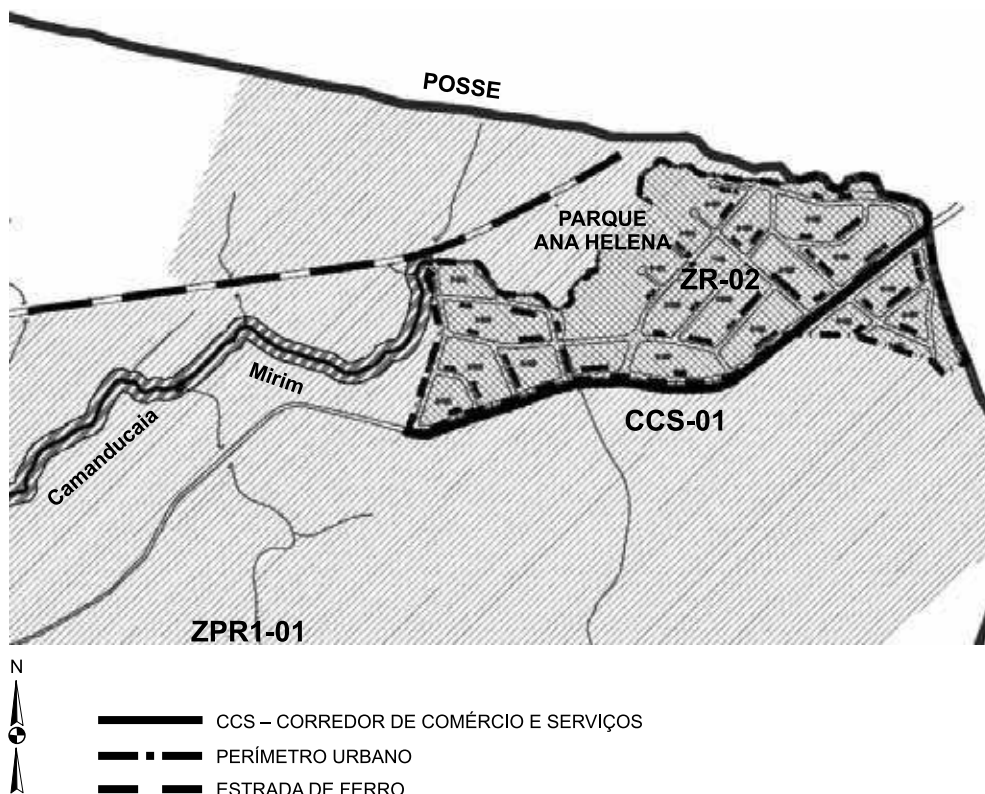 POSSE
PARQUE
ANA HELENA
ZR-02
Mirim
CCS-01
Camanducaia
ZPR1-01
N
CCS – CORREDOR DE COMÉRCIO E SERVIÇOS
PERÍMETRO URBANO
ESTRADA DE FERRO